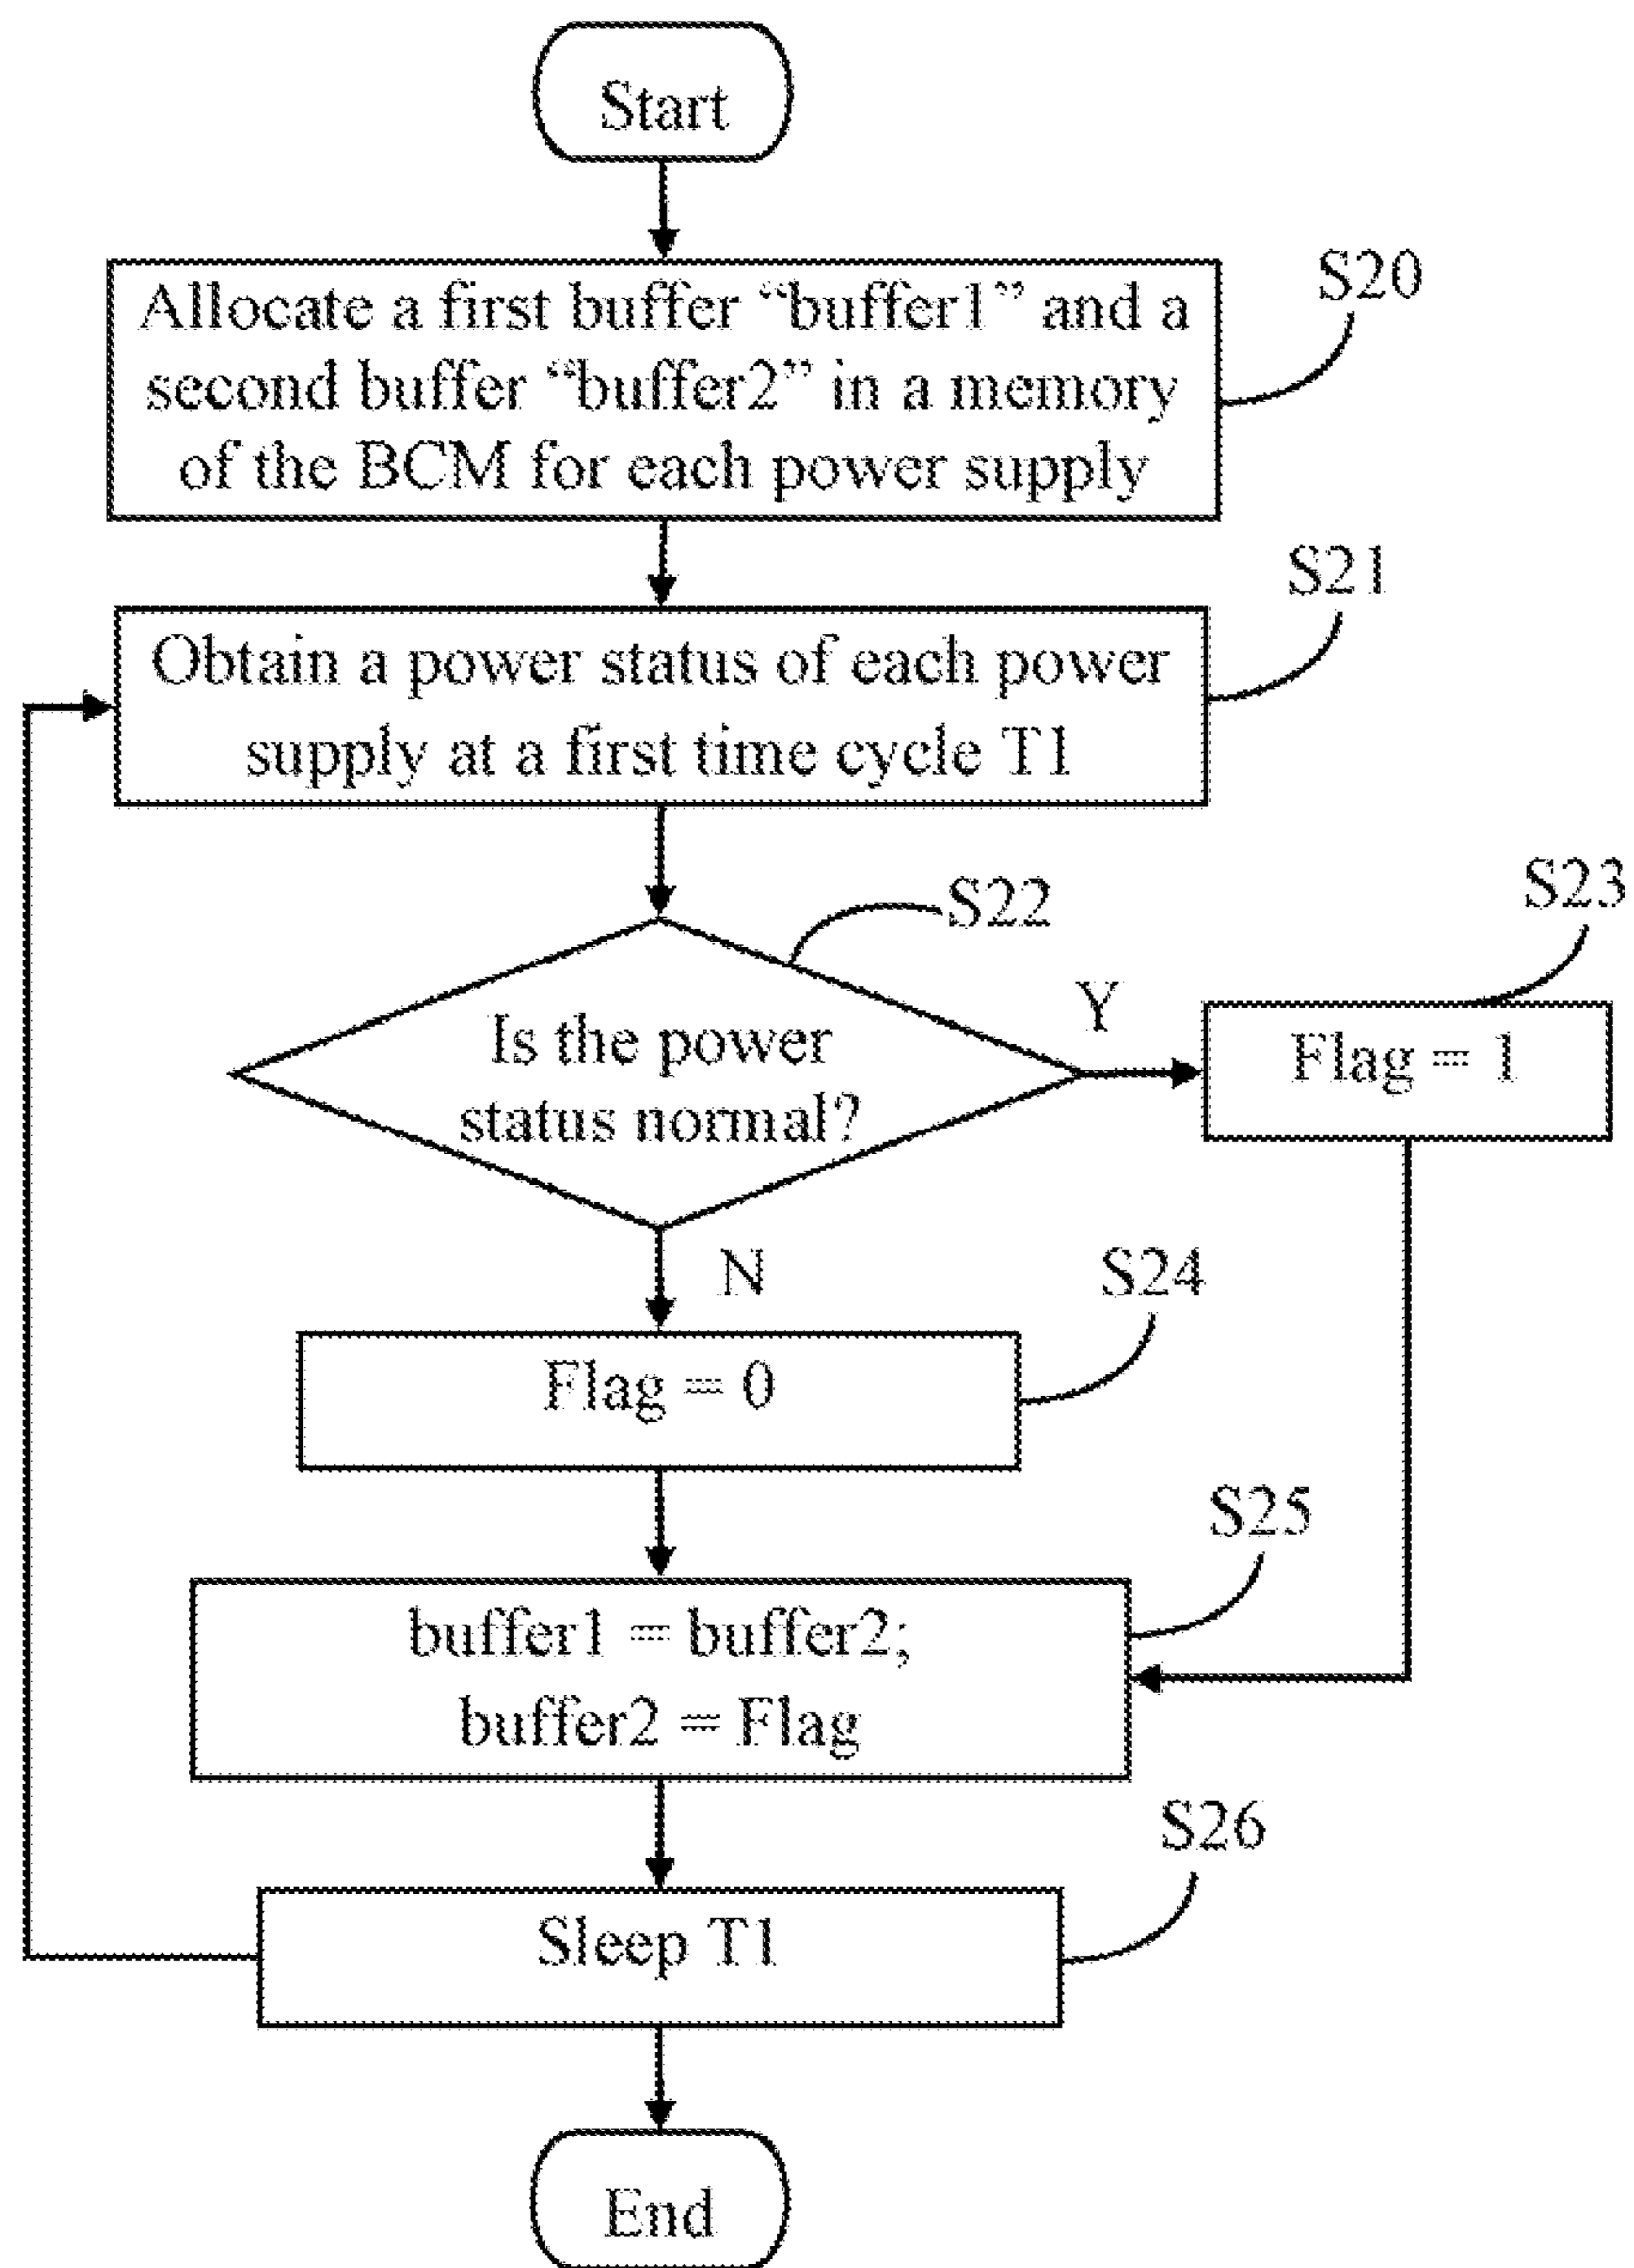 Start
Allocate a first buffer “buffer1” and a
second buffer “buffer2” in a memory
of the BCM for each power supply
S20
Obtain a power status of each power
supply at a first time cycle T1
S21
Is the power
status normal?
S22
Y
Flag = 1
S23
N
Flag = 0
S24
buffer1 = buffer2;
buffer2 = Flag
S25
Sleep T1
S26
End